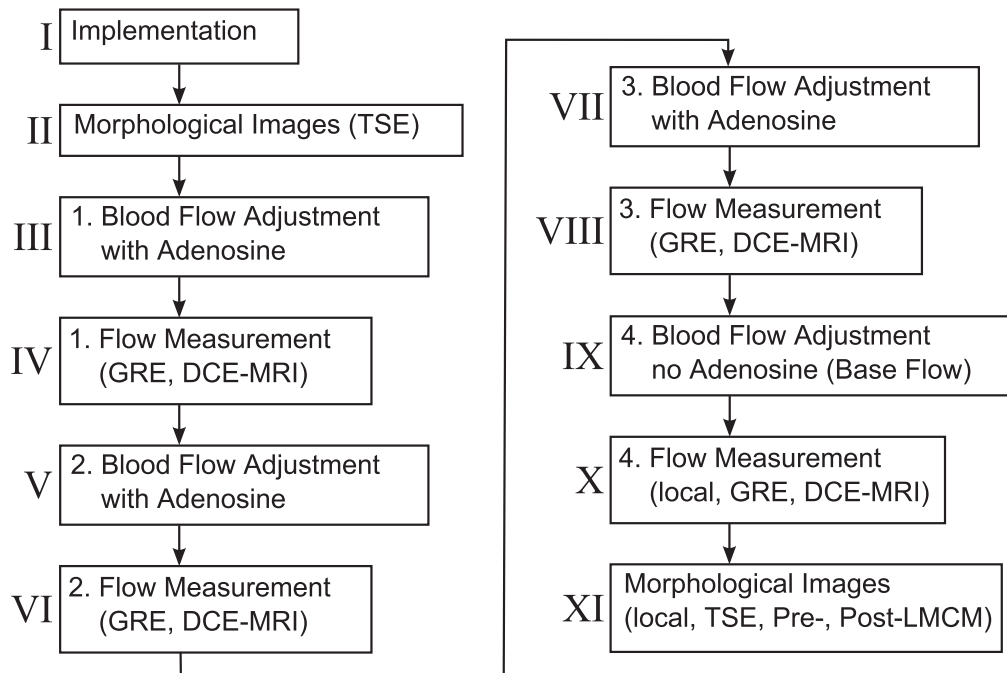 I
Implementation
II
Morphological Images (TSE)
III
1. Blood Flow Adjustment
with Adenosine
IV
1. Flow Measurement
(GRE, DCE-MRI)
V
2. Blood Flow Adjustment
with Adenosine
VI
2. Flow Measurement
(GRE, DCE-MRI)
VII
3. Blood Flow Adjustment
with Adenosine
VIII
3. Flow Measurement
(GRE, DCE-MRI)
IX
4. Blood Flow Adjustment
no Adenosine (Base Flow)
X
4. Flow Measurement
(local, GRE, DCE-MRI)
XI
Morphological Images
(local, TSE, Pre-, Post-LMCM)